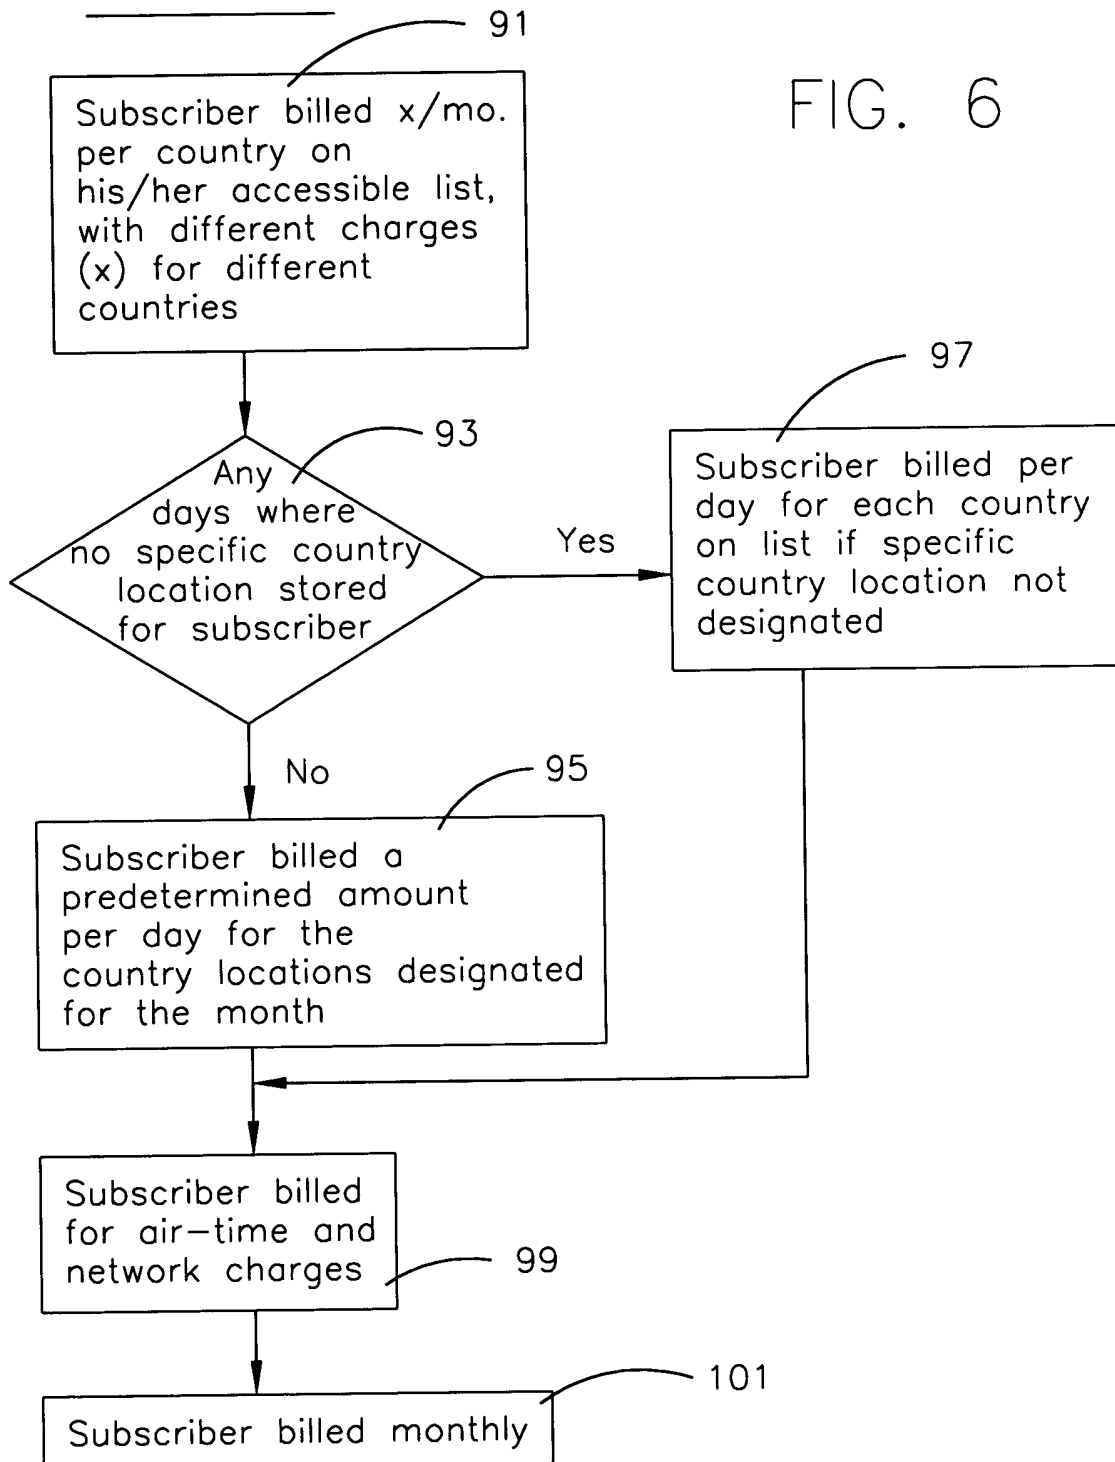 91
FIG. 6
Subscriber billed x/mo.
per country on
his/her accessible list,
with different charges
(x) for different
countries
97
93
Any
days where
no specific country
location stored
for subscriber
Yes
Subscriber billed per
day for each country
on list if specific
country location not
designated
No
95
Subscriber billed a
predetermined amount
per day for the
country locations designated
for the month
Subscriber billed
for air-time and
network charges
99
101
Subscriber billed monthly